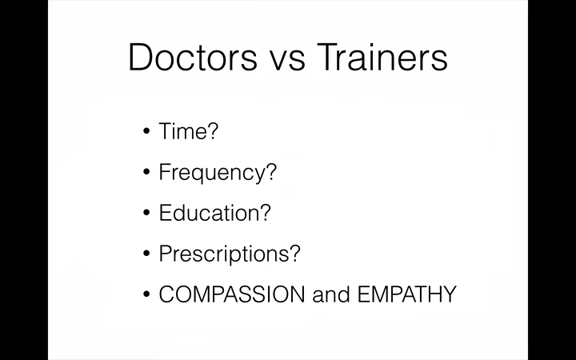 Doctors vs Trainers
• Time?
• Frequency?
• Education?
• Prescriptions?
• COMPASSION and EMPATHY